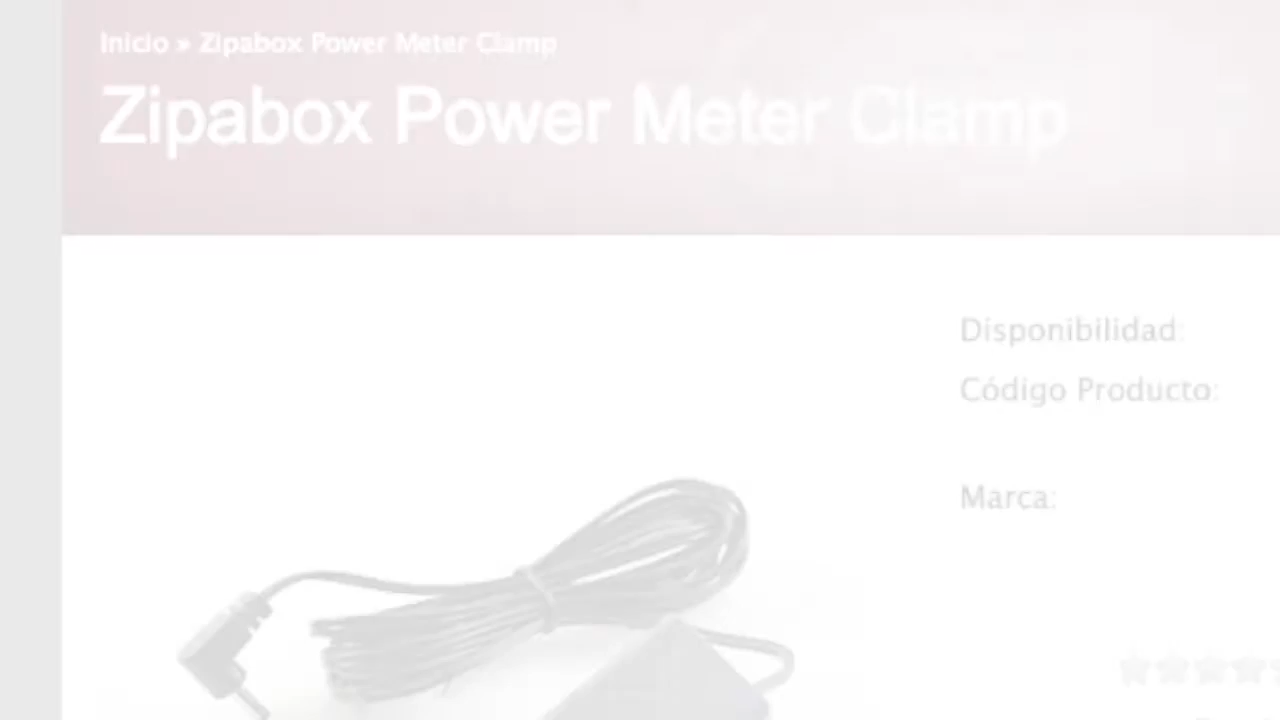 Inicio » Zipabox Power Meter Clamp
Zipabox Power Meter Clamp
Disponibilidad:
Código Producto:
Marca: